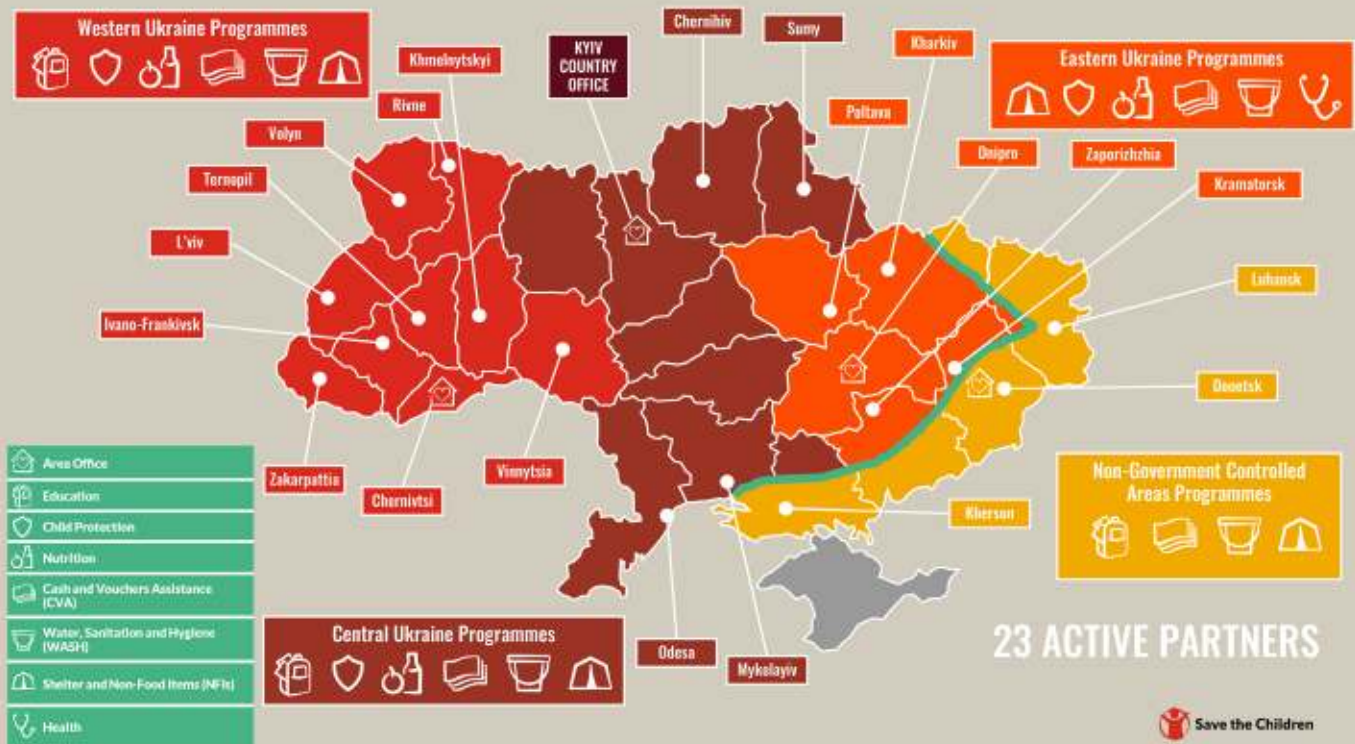 Western Ukraine Programmes
Khmelnytskyi
KYIV
COUNTRY
OFFICE
Chernihiv
Sumy
Kharkiv
Eastern Ukraine Programmes
Rivne
Poltava
Volyn
Dnipro
Zaporizhzhia
Ternopil
Kramatorsk
L'viv
Luhansk
Ivano-Frankivsk
Donetsk
Zakarpattia
Chernivtsi
Vinnytsia
Kherson
Non-Government Controlled
Areas Programmes
Area Office
Education
Child Protection
Nutrition
Cash and Vouchers Assistance
(CVA)
Water, Sanitation and Hygiene
(WASH)
Shelter and Non-Food Items (NFIs)
Health
Central Ukraine Programmes
Odesa
Mykolayiv
23 ACTIVE PARTNERS
Save the Children